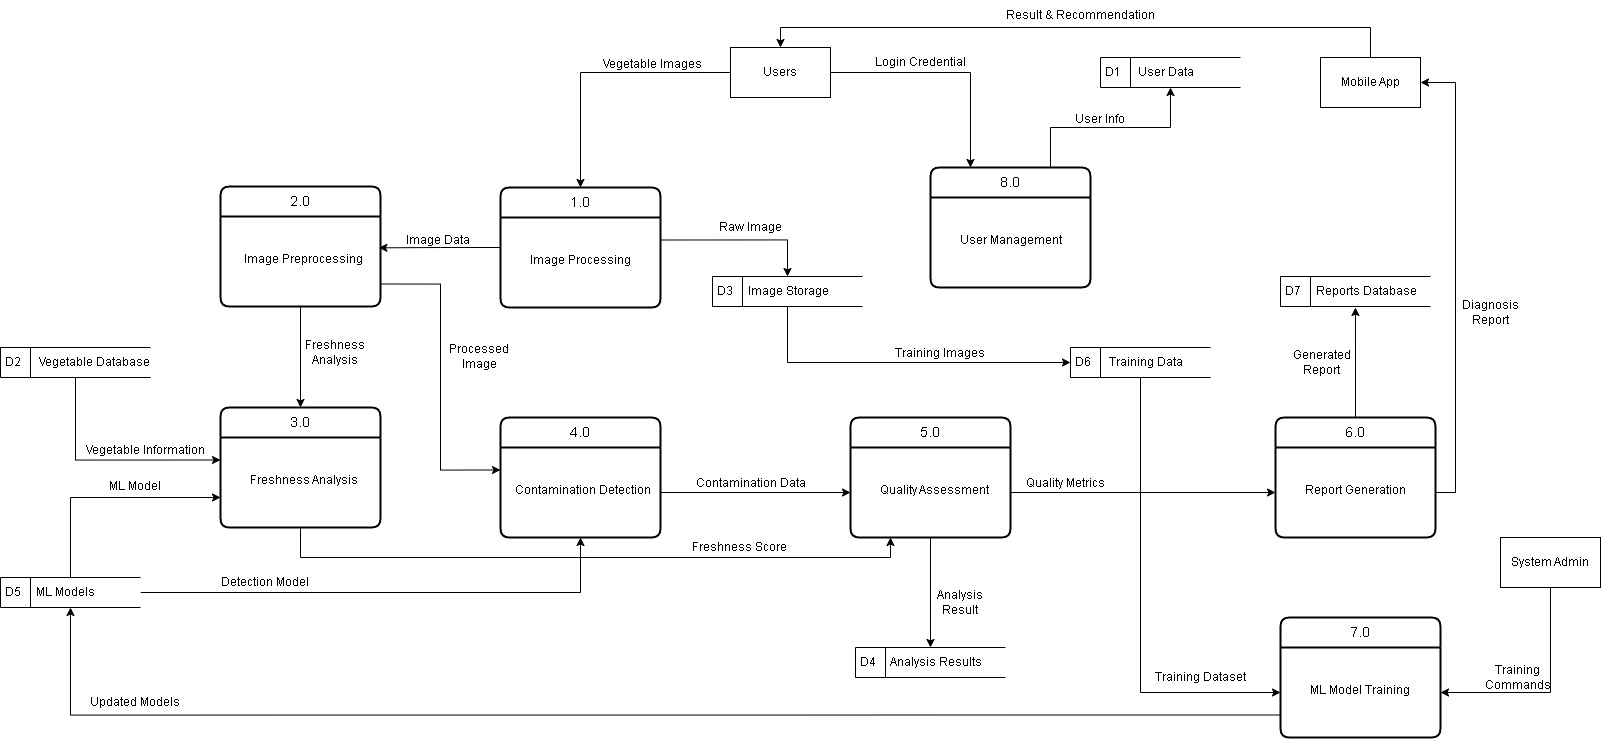 Result & Recommendation
Vegetable Images
Users
Login Credential
D1
User Data
Mobile App
User Info
2.0
Image Preprocessing
Image Data
1.0
Image Processing
Raw Image
8.0
User Management
D3
Image Storage
D7
Reports Database
Diagnosis
Report
D2
Vegetable Database
Freshness
Analysis
Processed
Image
Training Images
D6
Training Data
Generated
Report
Vegetable Information
ML Model
3.0
Freshness Analysis
4.0
Contamination Detection
Contamination Data
5.0
Quality Assessment
Quality Metrics
6.0
Report Generation
Freshness Score
System Admin
D5
ML Models
Detection Model
Analysis
Result
D4
Analysis Results
Training Dataset
7.0
ML Model Training
Training
Commands
Updated Models